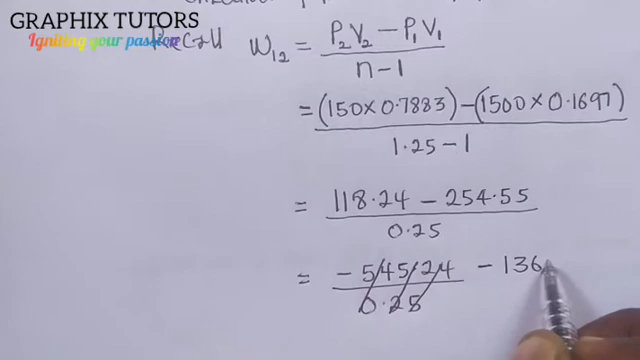 GRAPHIX TUTORS
Igniting your passion
Recall W₁₂ = P₂V₂ − P₁V₁ / n − 1
= (150 × 0.7883) − (1500 × 0.1697) / 1.25 − 1
= 118.24 − 254.55 / 0.25
= − 545.24 / 0.25 − 136